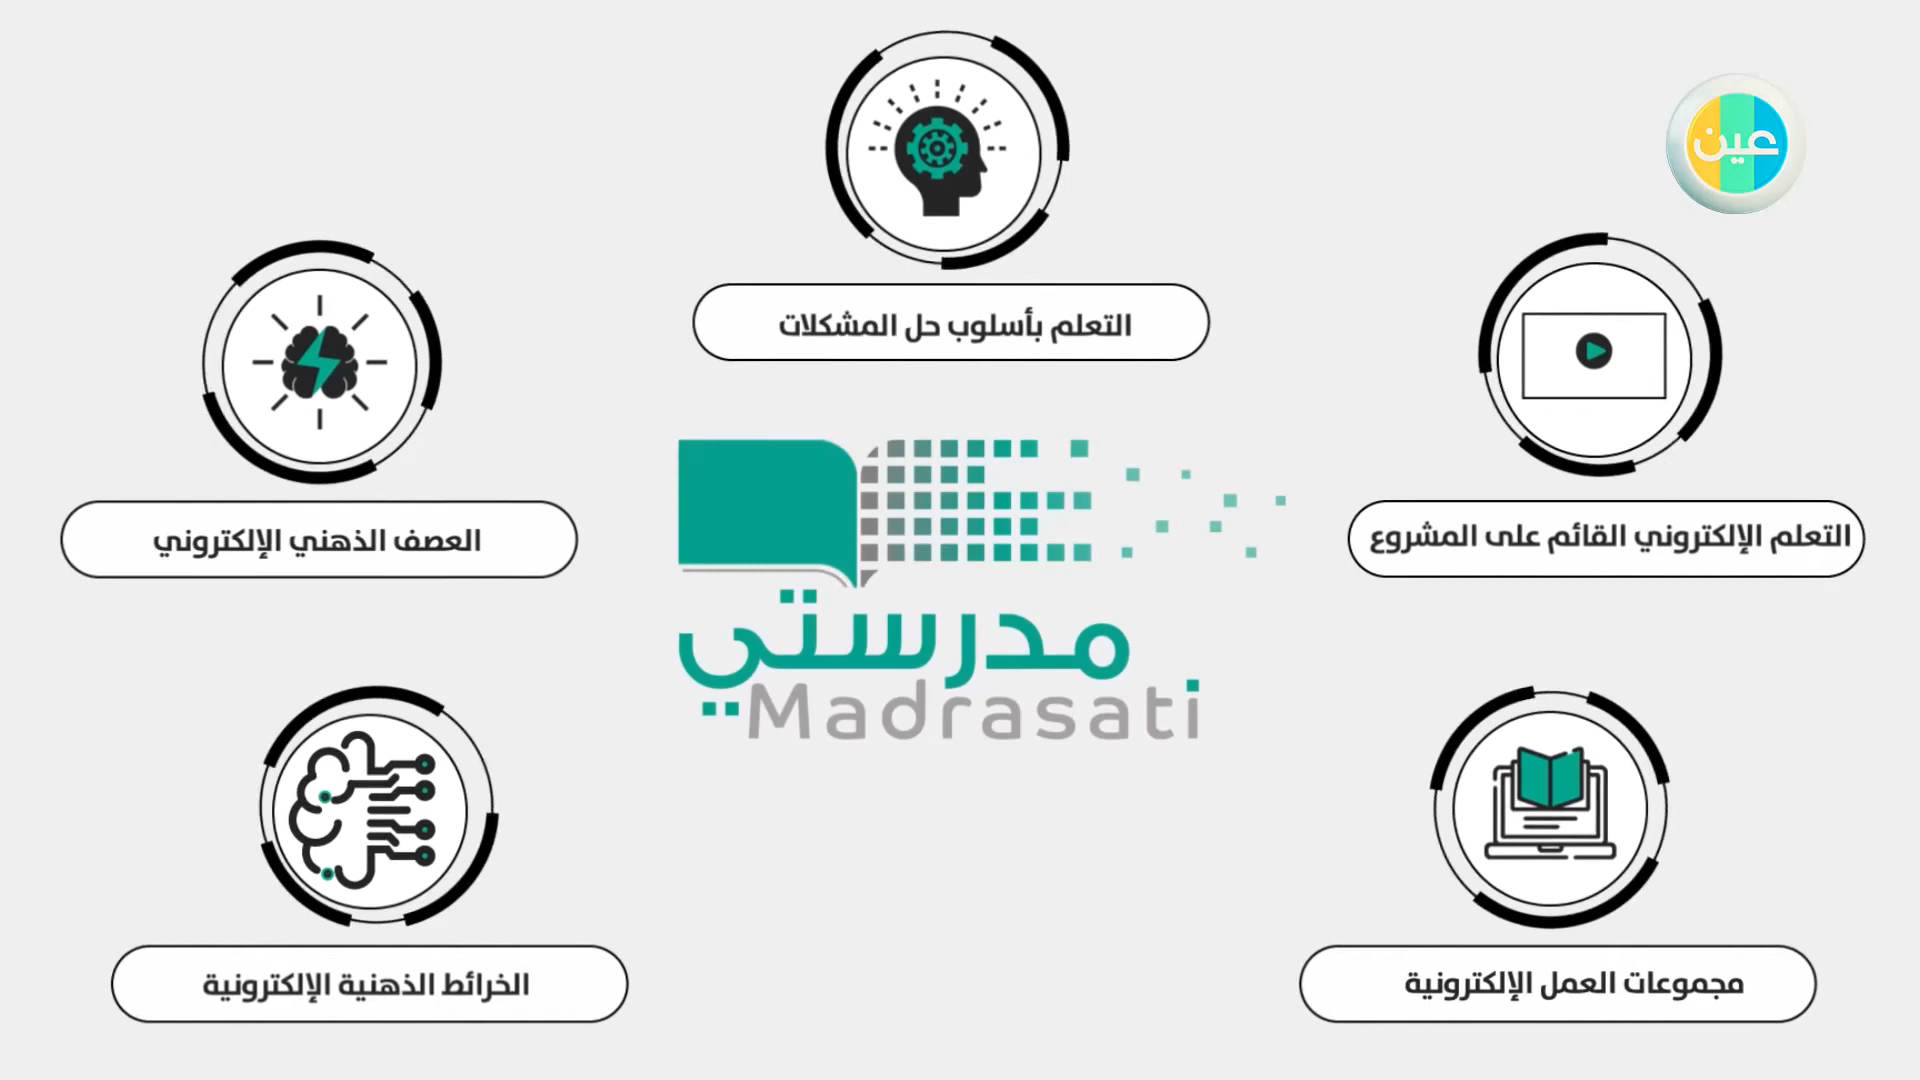 عين
التعلم بأسلوب حل المشكلات
التعلم الإلكتروني القائم على المشروع
العصف الذهني الإلكتروني
مدرستي
Madrasati
مجموعات العمل الإلكترونية
الخرائط الذهنية الإلكترونية